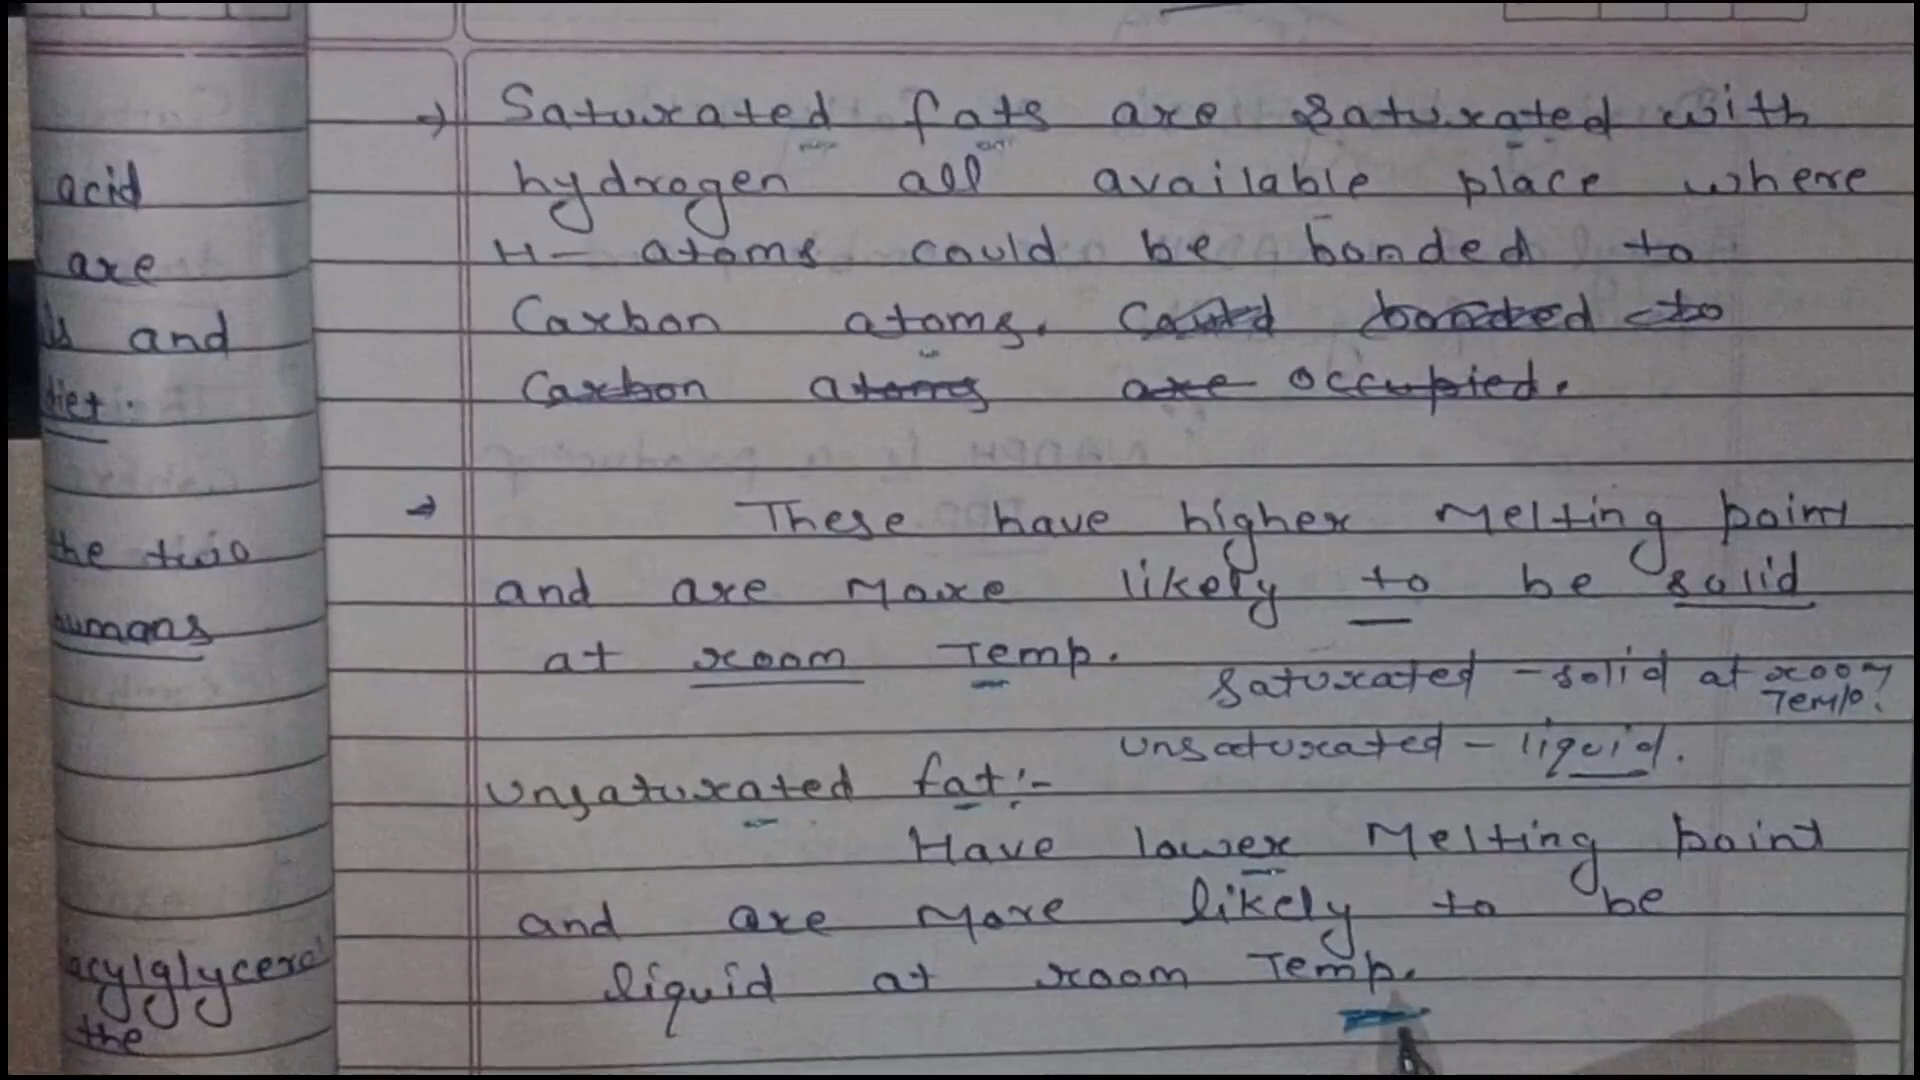 acid
are
and
diet.
the two
humans
acylglycerol
the
→ Saturated fats are saturated with
hydrogen all available place where
H- atoms could be bonded to
Carbon atoms. Could bonded to
Carbon atoms are occupied.
→ These have higher Melting point
and are More likely to be solid
at room Temp.
Saturated - solid at room
Temp.
Unsaturated - liquid.
Unsaturated fat:-
Have lower Melting point
and are More likely to be
liquid at room Temp.